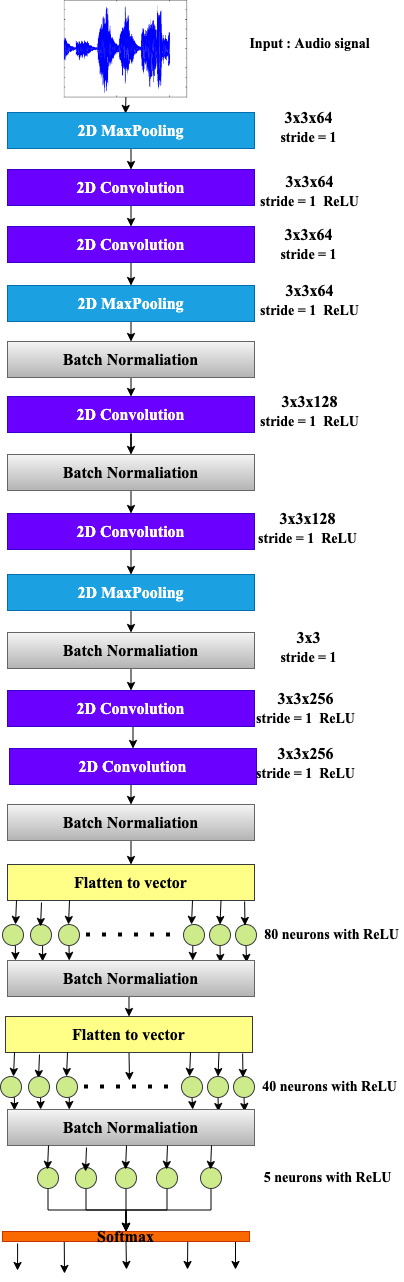 Input : Audio signal
2D MaxPooling
3x3x64
stride = 1
2D Convolution
3x3x64
stride = 1 ReLU
2D Convolution
3x3x64
stride = 1
2D MaxPooling
3x3x64
stride = 1 ReLU
Batch Normaliation
2D Convolution
3x3x128
stride = 1 ReLU
Batch Normaliation
2D Convolution
3x3x128
stride = 1 ReLU
2D MaxPooling
Batch Normaliation
3x3
stride = 1
2D Convolution
3x3x256
stride = 1 ReLU
2D Convolution
3x3x256
stride = 1 ReLU
Batch Normaliation
Flatten to vector
80 neurons with ReLU
Batch Normaliation
Flatten to vector
40 neurons with ReLU
Batch Normaliation
5 neurons with ReLU
Softmax